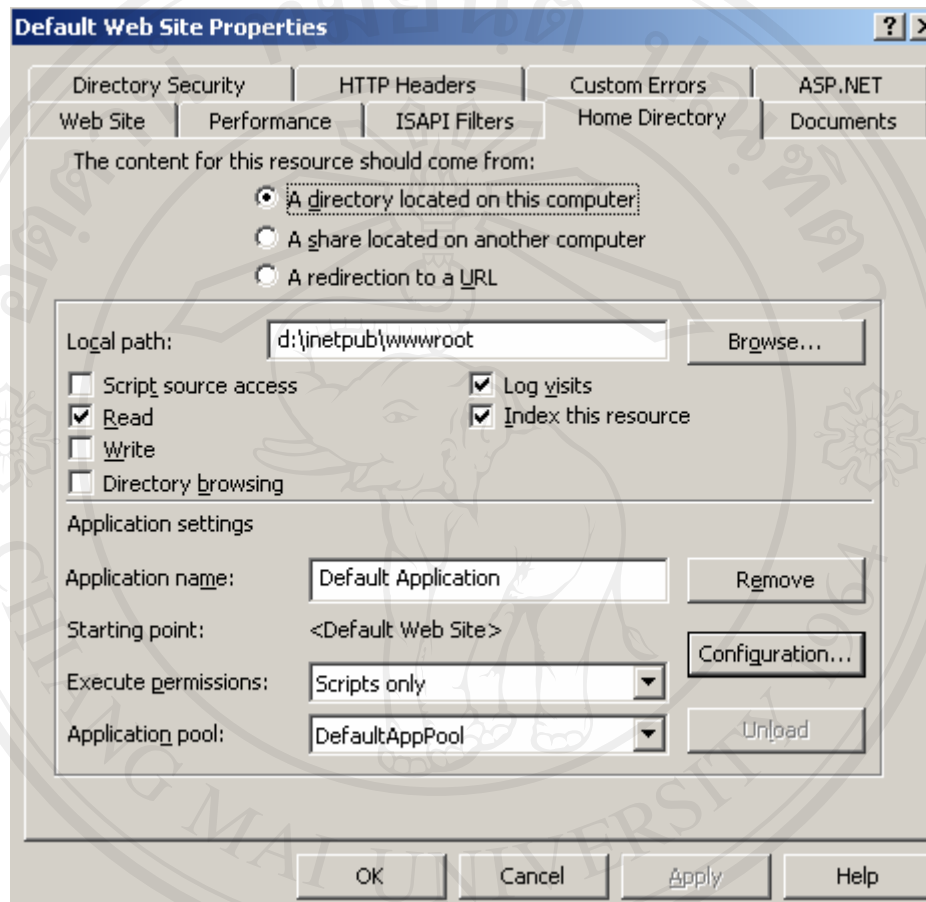 Default Web Site Properties
Directory Security HTTP Headers Custom Errors ASP.NET
Web Site Performance ISAPI Filters Home Directory Documents
The content for this resource should come from:
A directory located on this computer
A share located on another computer
A redirection to a URL
Local path: d:\inetpub\wwwroot Browse...
Script source access Log visits
Read Index this resource
Write
Directory browsing
Application settings
Application name: Default Application Remove
Starting point: <Default Web Site>
Configuration...
Execute permissions: Scripts only
Application pool: DefaultAppPool Unload
OK Cancel Apply Help
CHIANG MAI UNIVERSITY 1964